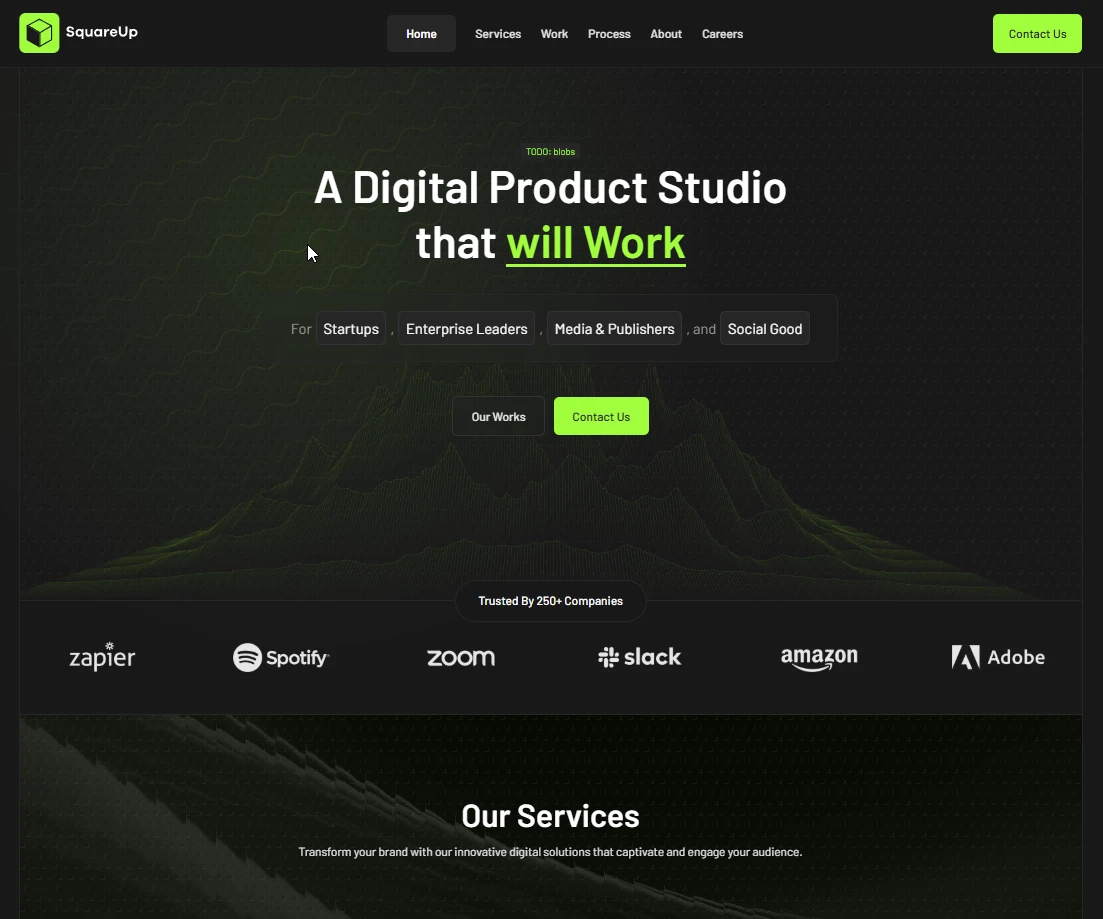 SquareUp
Home Services Work Process About Careers
Contact Us
TODO: blobs
A Digital Product Studio
that will Work
For Startups , Enterprise Leaders , Media & Publishers , and Social Good
Our Works Contact Us
Trusted By 250+ Companies
zapier Spotify zoom slack amazon Adobe
Our Services
Transform your brand with our innovative digital solutions that captivate and engage your audience.